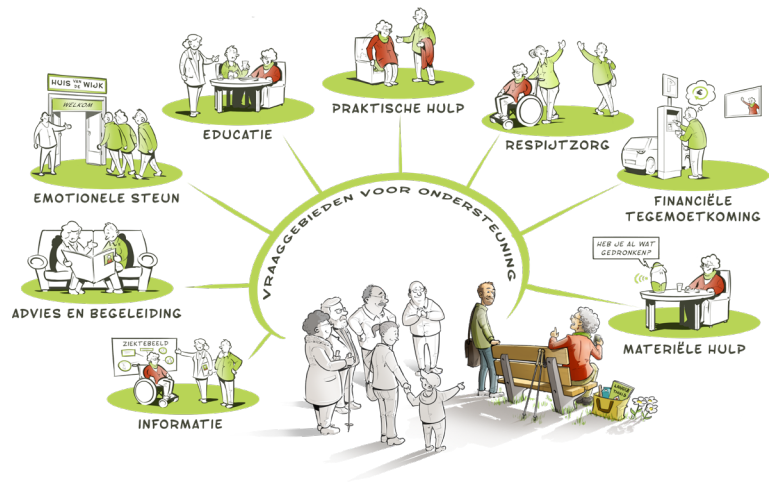 HUIS VAN DE WIJK
WELKOM
EMOTIONELE STEUN
EDUCATIE
PRAKTISCHE HULP
RESPIJTZORG
€
FINANCIËLE
TEGEMOETKOMING
HEB JE AL WAT
GEDRONKEN?
MATERIËLE HULP
VRAAGGEBIEDEN VOOR ONDERSTEUNING
ADVIES EN BEGELEIDING
ZIEKTEBEELD
INFORMATIE